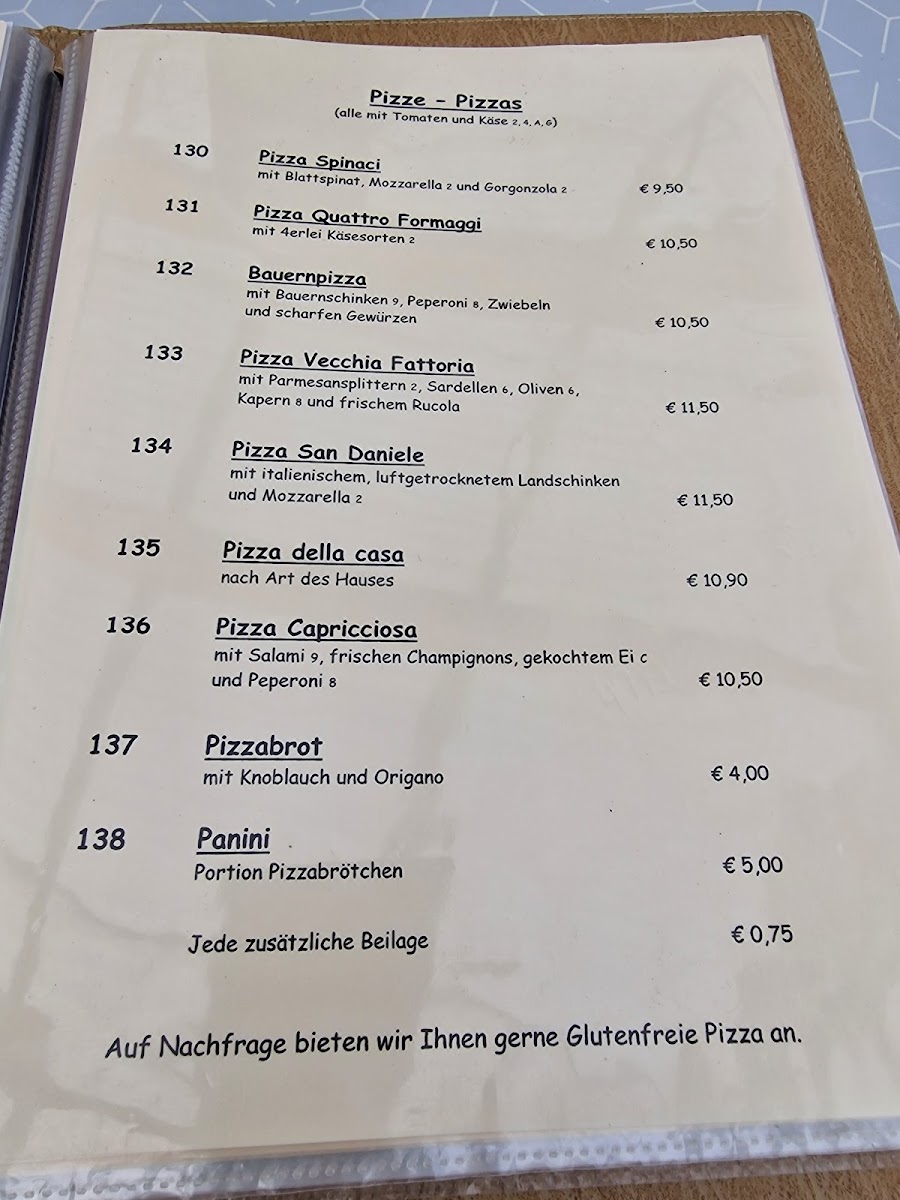 Pizze - Pizzas
(alle mit Tomaten und Käse 2, 4, A, G)
130 Pizza Spinaci
mit Blattspinat, Mozzarella 2 und Gorgonzola 2 € 9,50
131 Pizza Quattro Formaggi
mit 4erlei Käsesorten 2 € 10,50
132 Bauernpizza
mit Bauernschinken 9, Peperoni 8, Zwiebeln
und scharfen Gewürzen € 10,50
133 Pizza Vecchia Fattoria
mit Parmesansplittern 2, Sardellen 6, Oliven 6,
Kapern 8 und frischem Rucola € 11,50
134 Pizza San Daniele
mit italienischem, luftgetrocknetem Landschinken
und Mozzarella 2 € 11,50
135 Pizza della casa
nach Art des Hauses € 10,90
136 Pizza Capricciosa
mit Salami 9, frischen Champignons, gekochtem Ei C
und Peperoni 8 € 10,50
137 Pizzabrot
mit Knoblauch und Origano € 4,00
138 Panini
Portion Pizzabrötchen € 5,00
Jede zusätzliche Beilage € 0,75
Auf Nachfrage bieten wir Ihnen gerne Glutenfreie Pizza an.